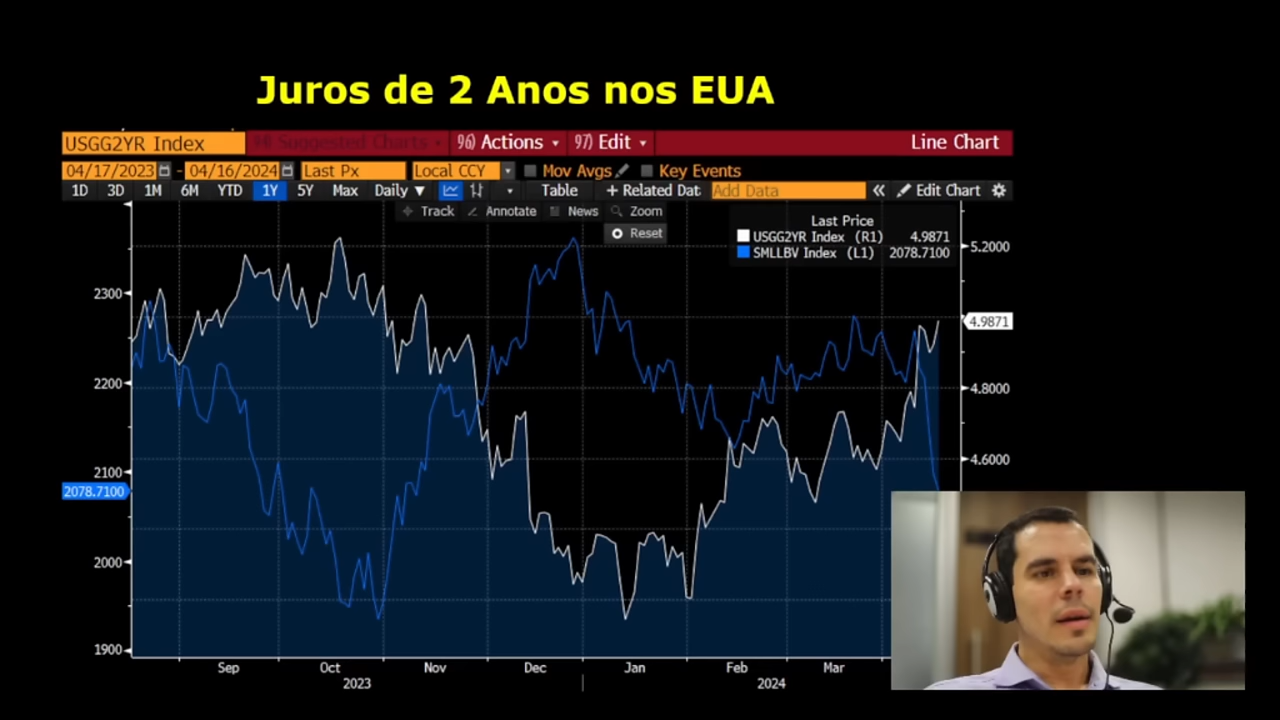 Juros de 2 Anos nos EUA
USGG2YR Index
Suggested Charts
96) Actions
97) Edit
Line Chart
04/17/2023 - 04/16/2024
Last Px
Local CCY
Mov Avgs
Key Events
1D 3D 1M 6M YTD 1Y 5Y Max Daily ▼
Table
+ Related Dat
Add Data
«
Edit Chart
Track Annotate News Zoom
Reset
Last Price
USGG2YR Index (R1) 4.9871
SMLLBV Index (L1) 2078.7100
5.2000
2300
4.9871
2200
4.8000
2100
4.6000
2078.7100
2000
1900
Sep Oct Nov Dec Jan Feb Mar
2023 2024